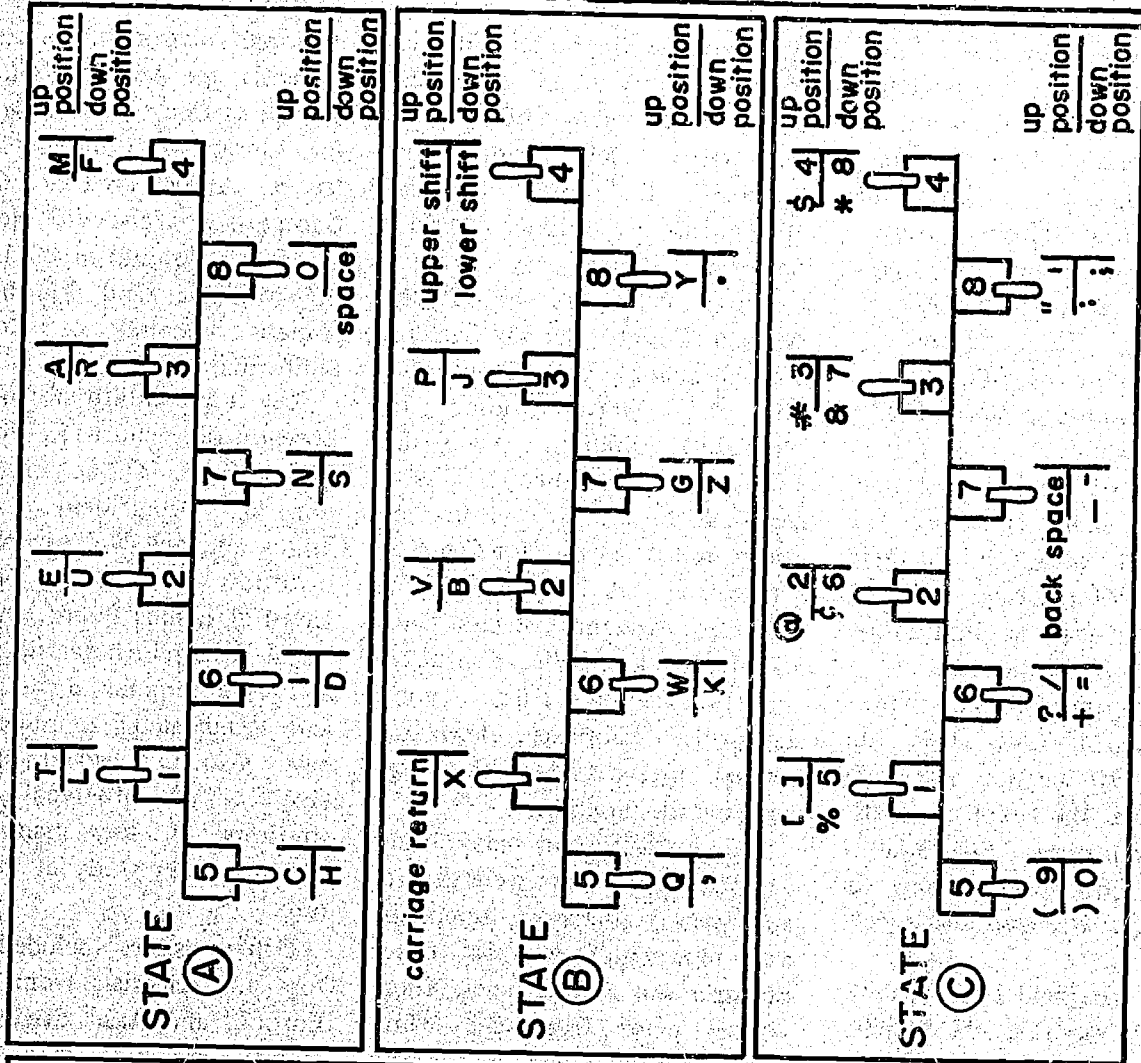 T E A M up position
L U R F down position
1 2 3 4
STATE
A
5 6 7 8
C I N O up position
H D S space down position
carriage return V P upper shift up position
X B J lower shift down position
1 2 3 4
STATE
B
5 6 7 8
Q W G Y up position
, K Z . down position
[ ] @ 2 # 3 $ 4 up position
% 5 ¢ 6 & 7 * 8 down position
1 2 3 4
STATE
C
5 6 7 8
( 9 ? / back space " ' up position
) 0 + = _ - : ; down position